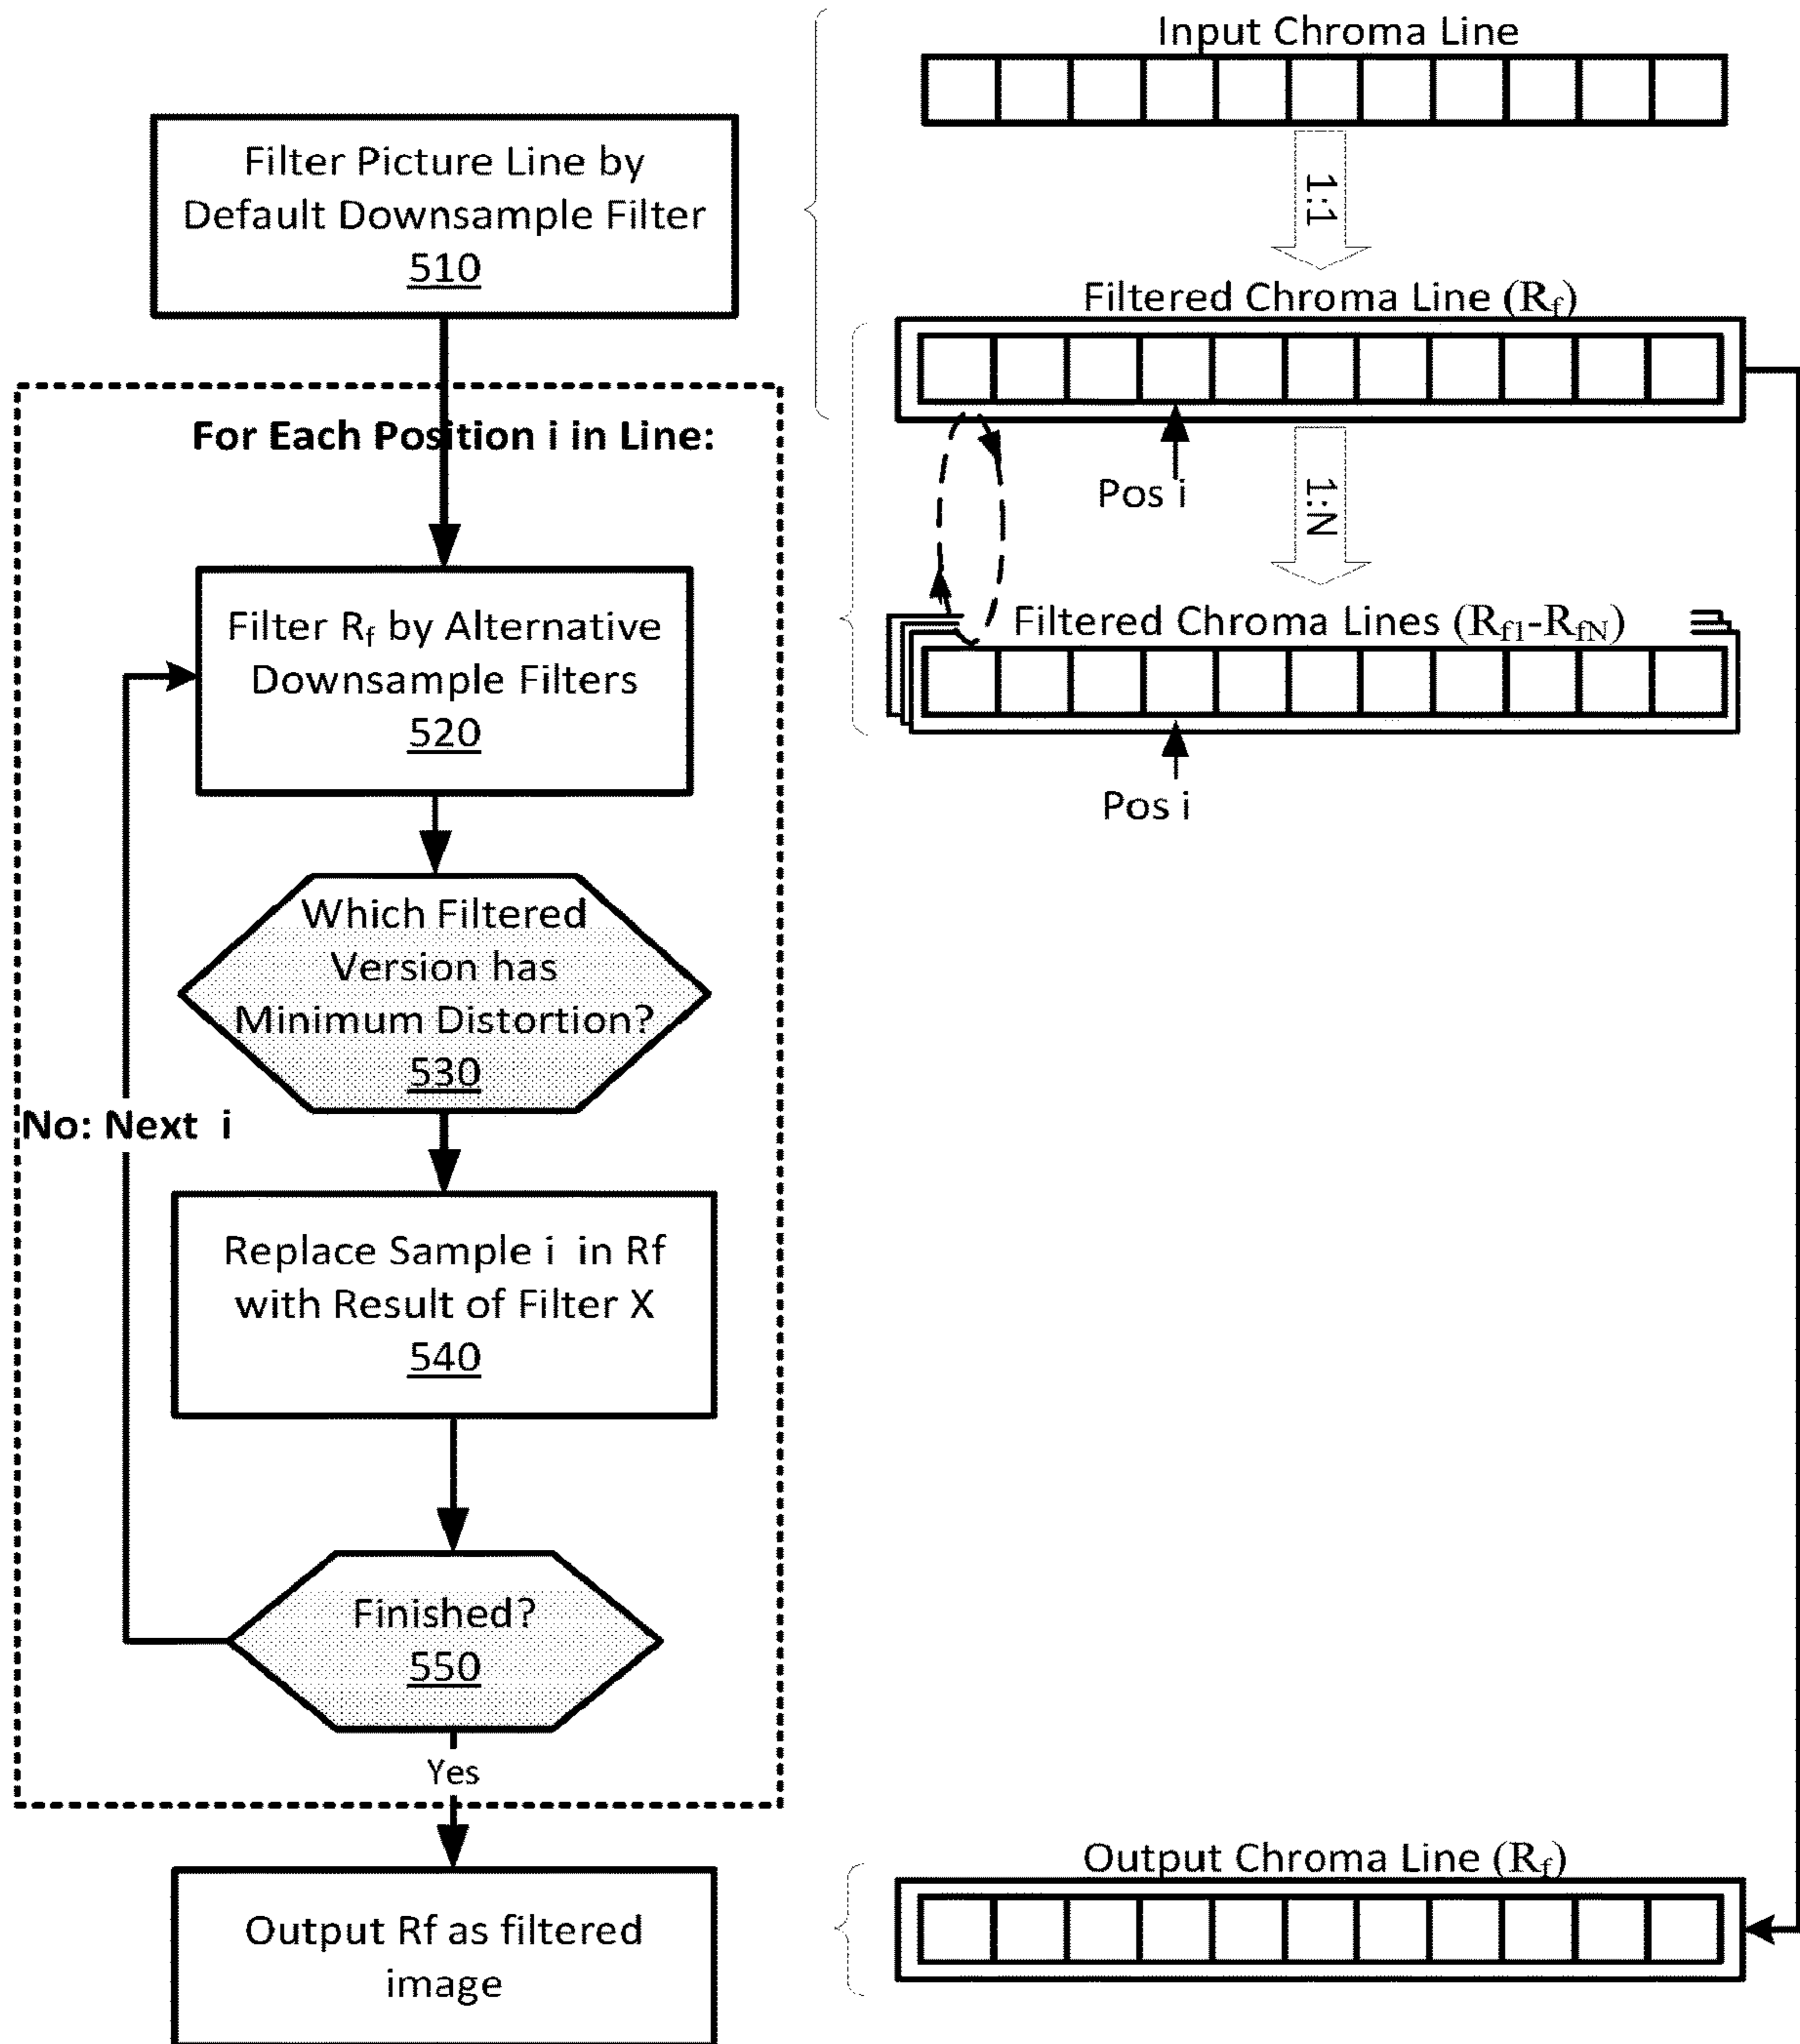 Input Chroma Line
Filter Picture Line by
Default Downsample Filter
510
1:1
Filtered Chroma Line (Rf)
For Each Position i in Line:
Pos i
1:N
Filter Rf by Alternative
Downsample Filters
520
Filtered Chroma Lines (Rf1-RfN)
Pos i
Which Filtered
Version has
Minimum Distortion?
530
No: Next i
Replace Sample i in Rf
with Result of Filter X
540
Finished?
550
Yes
Output Chroma Line (Rf)
Output Rf as filtered
image